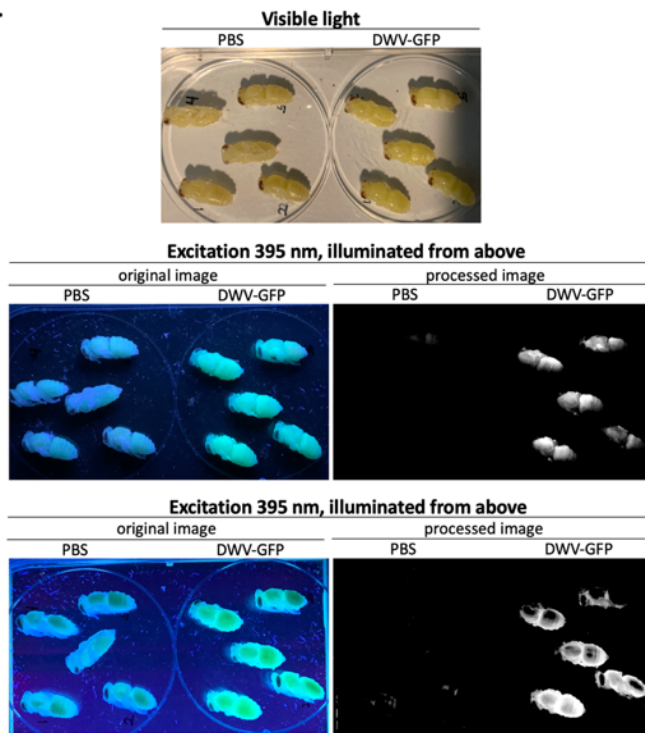 Visible light
PBS DWV-GFP
Excitation 395 nm, illuminated from above
original image processed image
PBS DWV-GFP PBS DWV-GFP
Excitation 395 nm, illuminated from above
original image processed image
PBS DWV-GFP PBS DWV-GFP